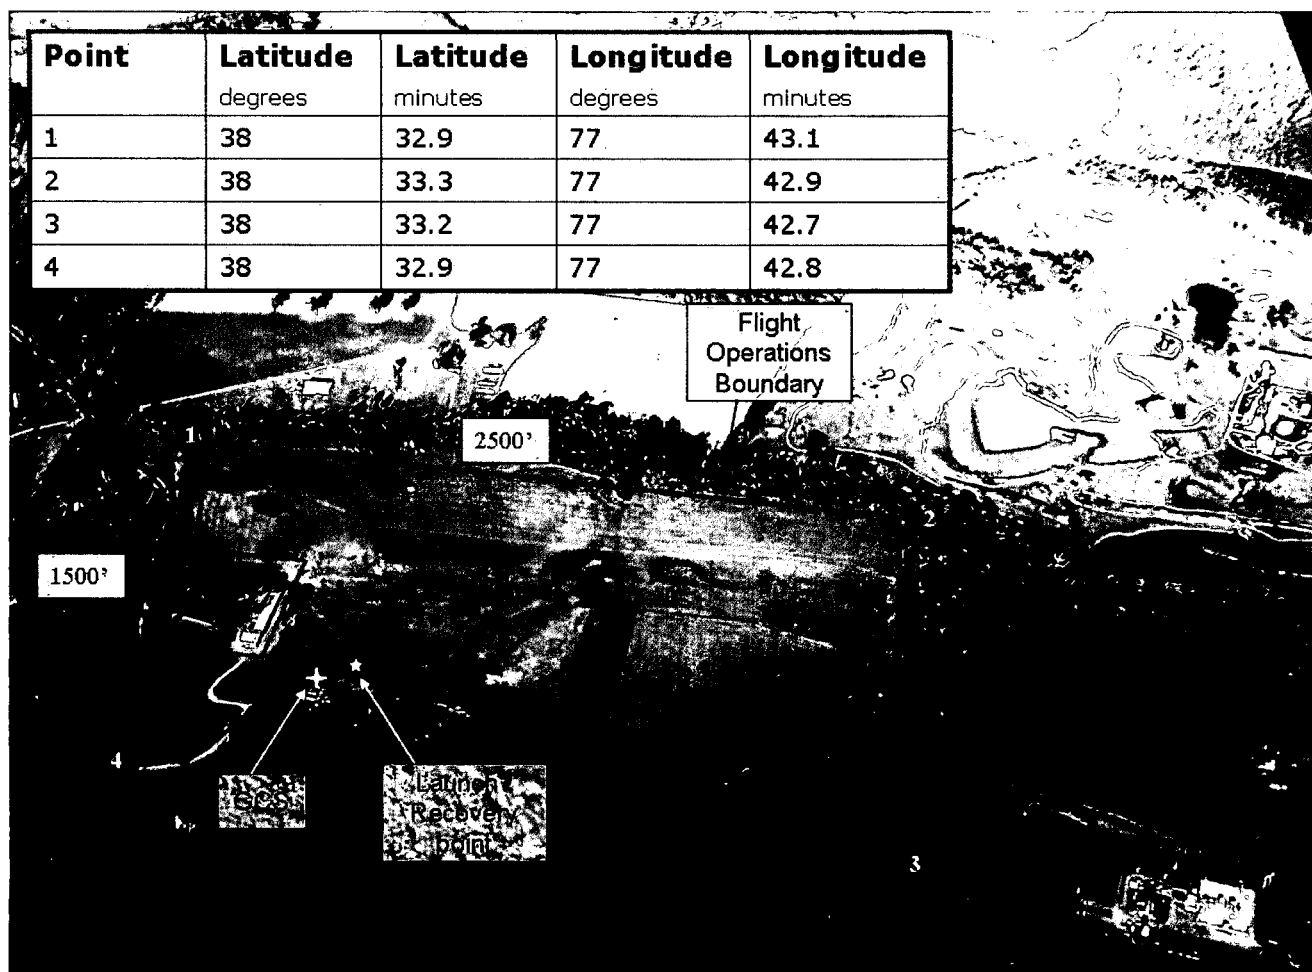 Point Latitude Latitude Longitude Longitude
degrees minutes degrees minutes
1 38 32.9 77 43.1
2 38 33.3 77 42.9
3 38 33.2 77 42.7
4 38 32.9 77 42.8
Flight
Operations
Boundary
1
2500'
2
1500'
4
GCS
Launch
Recovery
point
3